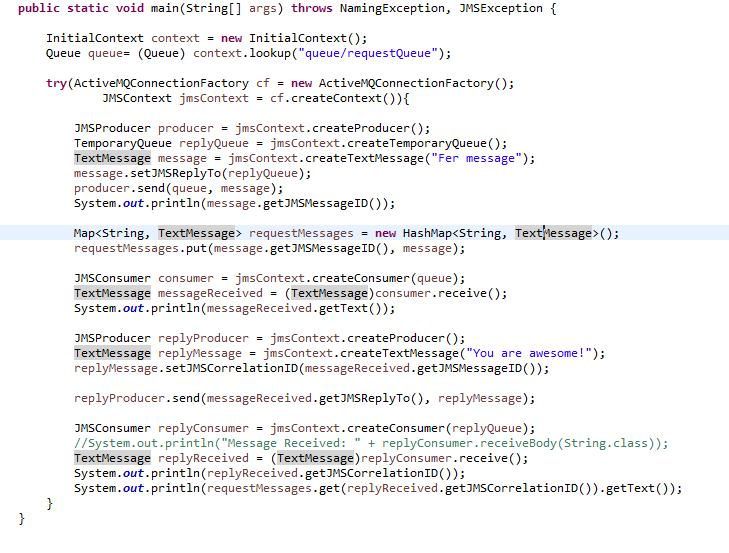 public static void main(String[] args) throws NamingException, JMSException {
InitialContext context = new InitialContext();
Queue queue= (Queue) context.lookup("queue/requestQueue");
try(ActiveMQConnectionFactory cf = new ActiveMQConnectionFactory();
JMSContext jmsContext = cf.createContext()){
JMSProducer producer = jmsContext.createProducer();
TemporaryQueue replyQueue = jmsContext.createTemporaryQueue();
TextMessage message = jmsContext.createTextMessage("Fer message");
message.setJMSReplyTo(replyQueue);
producer.send(queue, message);
System.out.println(message.getJMSMessageID());
Map<String, TextMessage> requestMessages = new HashMap<String, TextMessage>();
requestMessages.put(message.getJMSMessageID(), message);
JMSConsumer consumer = jmsContext.createConsumer(queue);
TextMessage messageReceived = (TextMessage)consumer.receive();
System.out.println(messageReceived.getText());
JMSProducer replyProducer = jmsContext.createProducer();
TextMessage replyMessage = jmsContext.createTextMessage("You are awesome!");
replyMessage.setJMSCorrelationID(messageReceived.getJMSMessageID());
replyProducer.send(messageReceived.getJMSReplyTo(), replyMessage);
JMSConsumer replyConsumer = jmsContext.createConsumer(replyQueue);
//System.out.println("Message Received: " + replyConsumer.receiveBody(String.class));
TextMessage replyReceived = (TextMessage)replyConsumer.receive();
System.out.println(replyReceived.getJMSCorrelationID());
System.out.println(requestMessages.get(replyReceived.getJMSCorrelationID()).getText());
}
}